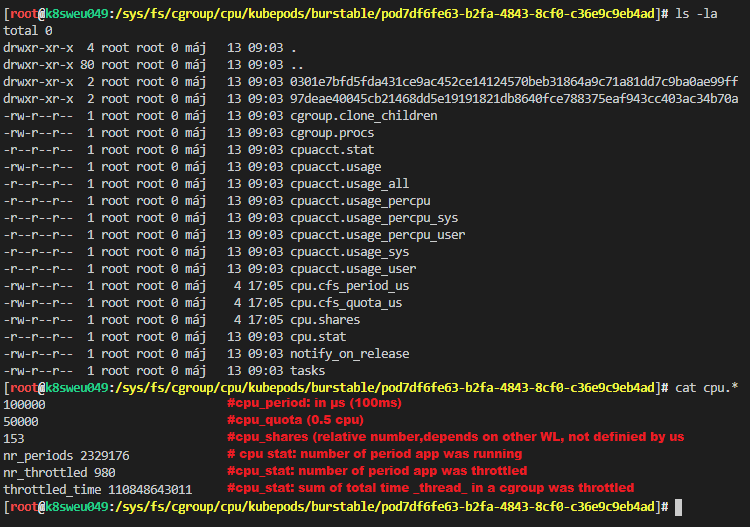 [root@k8sweu049:/sys/fs/cgroup/cpu/kubepods/burstable/pod7df6fe63-b2fa-4843-8cf0-c36e9c9eb4ad]# ls -la
total 0
drwxr-xr-x 4 root root 0 máj 13 09:03 .
drwxr-xr-x 80 root root 0 máj 13 09:03 ..
drwxr-xr-x 2 root root 0 máj 13 09:03 0301e7bfd5fda431ce9ac452ce14124570beb31864a9c71a81dd7c9ba0ae99ff
drwxr-xr-x 2 root root 0 máj 13 09:03 97deae40045cb21468dd5e19191821db8640fce788375eaf943cc403ac34b70a
-rw-r--r-- 1 root root 0 máj 13 09:03 cgroup.clone_children
-rw-r--r-- 1 root root 0 máj 13 09:03 cgroup.procs
-r--r--r-- 1 root root 0 máj 13 09:03 cpuacct.stat
-rw-r--r-- 1 root root 0 máj 13 09:03 cpuacct.usage
-r--r--r-- 1 root root 0 máj 13 09:03 cpuacct.usage_all
-r--r--r-- 1 root root 0 máj 13 09:03 cpuacct.usage_percpu
-r--r--r-- 1 root root 0 máj 13 09:03 cpuacct.usage_percpu_sys
-r--r--r-- 1 root root 0 máj 13 09:03 cpuacct.usage_percpu_user
-r--r--r-- 1 root root 0 máj 13 09:03 cpuacct.usage_sys
-r--r--r-- 1 root root 0 máj 13 09:03 cpuacct.usage_user
-rw-r--r-- 1 root root 0 máj 4 17:05 cpu.cfs_period_us
-rw-r--r-- 1 root root 0 máj 4 17:05 cpu.cfs_quota_us
-rw-r--r-- 1 root root 0 máj 4 17:05 cpu.shares
-r--r--r-- 1 root root 0 máj 13 09:03 cpu.stat
-rw-r--r-- 1 root root 0 máj 13 09:03 notify_on_release
-rw-r--r-- 1 root root 0 máj 13 09:03 tasks
[root@k8sweu049:/sys/fs/cgroup/cpu/kubepods/burstable/pod7df6fe63-b2fa-4843-8cf0-c36e9c9eb4ad]# cat cpu.*
100000 #cpu_period: in µs (100ms)
50000 #cpu_quota (0.5 cpu)
153 #cpu_shares (relative number,depends on other WL, not definied by us
nr_periods 2329176 # cpu stat: number of period app was running
nr_throttled 980 #cpu_stat: number of period app was throttled
throttled_time 110848643011 #cpu_stat: sum of total time _thread_ in a cgroup was throttled
[root@k8sweu049:/sys/fs/cgroup/cpu/kubepods/burstable/pod7df6fe63-b2fa-4843-8cf0-c36e9c9eb4ad]#